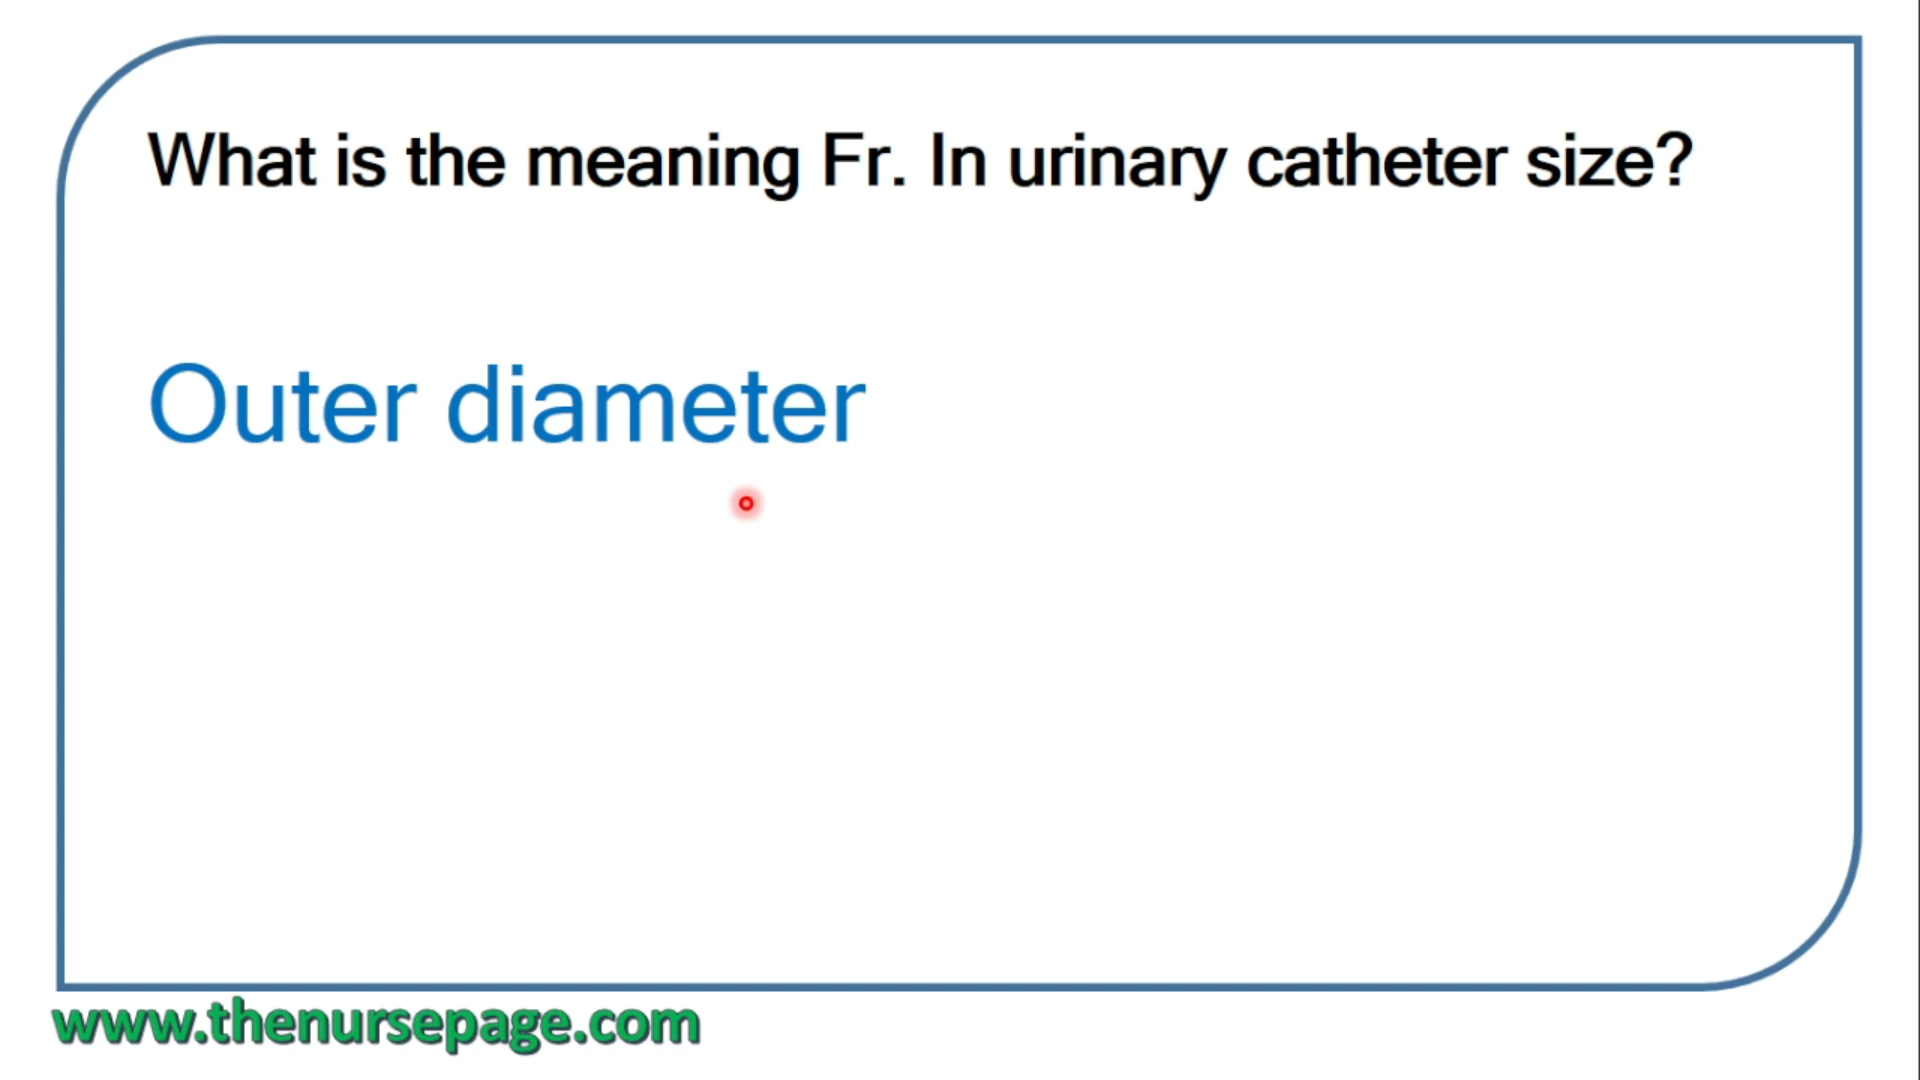 What is the meaning Fr. In urinary catheter size?
Outer diameter
www.thenursepage.com